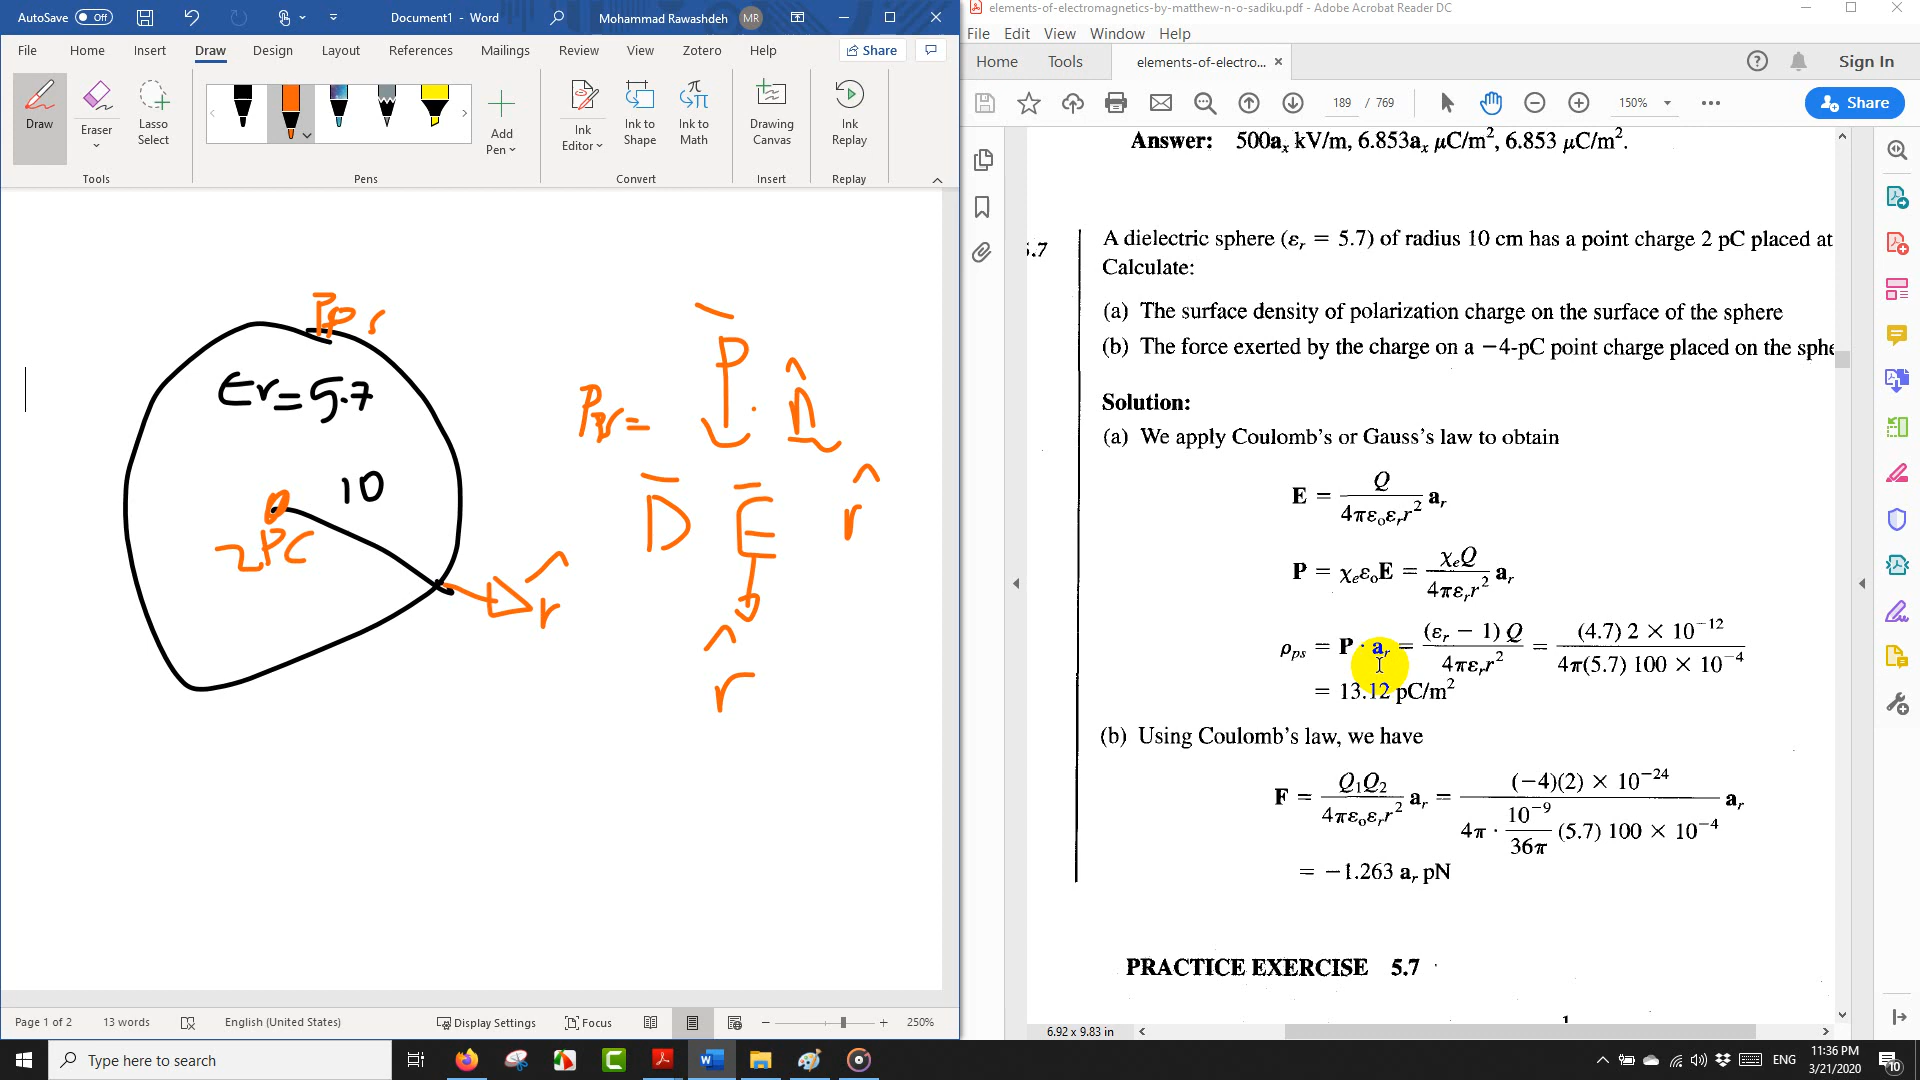 AutoSave Off
Document1 - Word
Mohammad Rawashdeh MR
File Home Insert Draw Design Layout References Mailings Review View Zotero Help
Share
Draw
Eraser
Lasso Select
Add Pen
Ink Editor
Ink to Shape
Ink to Math
Drawing Canvas
Ink Replay
Tools
Pens
Convert
Insert
Replay
Er=5.7
10
2PC
r̂
P̄ . n̂
D̄ Ē r̂
r̂
Page 1 of 2
13 words
English (United States)
Display Settings
Focus
250%
elements-of-electromagnetics-by-matthew-n-o-sadiku.pdf - Adobe Acrobat Reader DC
File Edit View Window Help
Home Tools
elements-of-electro... ×
Sign In
189 / 769
150%
Share
Answer: 500aₓ kV/m, 6.853aₓ μC/m², 6.853 μC/m².
.7
A dielectric sphere (εᵣ = 5.7) of radius 10 cm has a point charge 2 pC placed at
Calculate:
(a) The surface density of polarization charge on the surface of the sphere
(b) The force exerted by the charge on a −4-pC point charge placed on the sphe
Solution:
(a) We apply Coulomb's or Gauss's law to obtain
E = Q / 4πεₒεᵣr² aᵣ
P = χₑεₒE = χₑQ / 4πεᵣr² aᵣ
ρₚₛ = P · aᵣ = (εᵣ − 1) Q / 4πεᵣr² = (4.7) 2 × 10⁻¹² / 4π(5.7) 100 × 10⁻⁴
= 13.12 pC/m²
(b) Using Coulomb's law, we have
F = Q₁Q₂ / 4πεₒεᵣr² aᵣ = (−4)(2) × 10⁻²⁴ / 4π · 10⁻⁹/36π (5.7) 100 × 10⁻⁴ aᵣ
= −1.263 aᵣ pN
PRACTICE EXERCISE 5.7
6.92 x 9.83 in
Type here to search
ENG
11:36 PM
3/21/2020
10